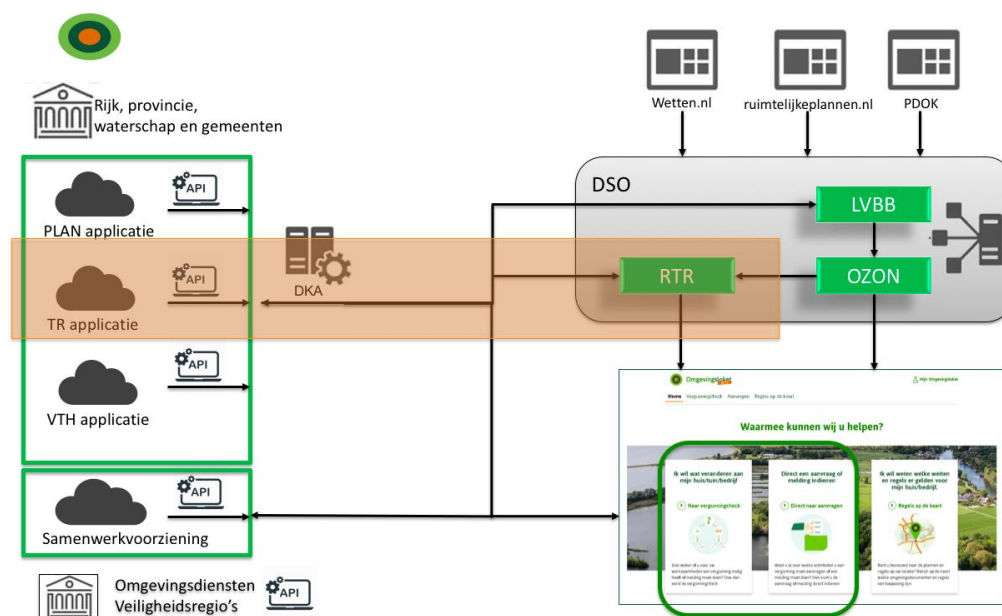 Rijk, provincie,
waterschap en gemeenten
API
PLAN applicatie
API
TR applicatie
API
VTH applicatie
API
Samenwerkvoorziening
Omgevingsdiensten
Veiligheidsregio's
API
DKA
Wetten.nl
ruimtelijkeplannen.nl
PDOK
DSO
LVBB
RTR
OZON
Omgevingsloket
Mijn Omgevingsloket
Home Vergunningcheck Aanvragen Regels op de kaart
Waarmee kunnen wij u helpen?
Ik wil wat veranderen aan
mijn huis/tuin/bedrijf
Naar vergunningcheck
Direct een aanvraag of
melding indienen
Direct naar aanvragen
Ik wil weten welke wetten
en regels er gelden voor
mijn huis/bedrijf.
Regels op de kaart